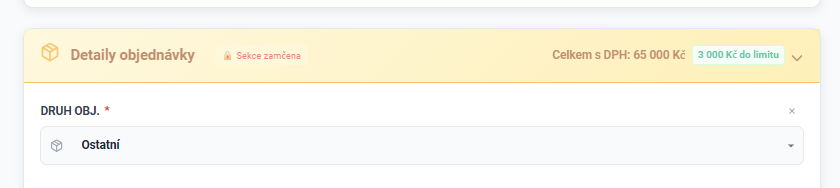 Detaily objednávky
Sekce zamčena
Celkem s DPH: 65 000 Kč
3 000 Kč do limitu
DRUH OBJ. *
×
Ostatní